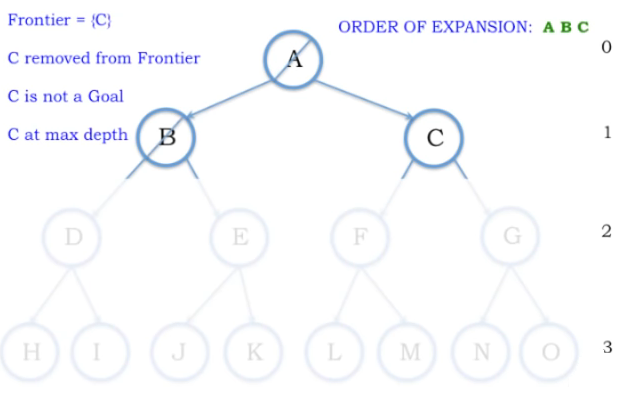 Frontier = {C}
ORDER OF EXPANSION: A B C
0
C removed from Frontier
A
C is not a Goal
C at max depth
B
C
1
D
E
F
G
2
H
I
J
K
L
M
N
O
3